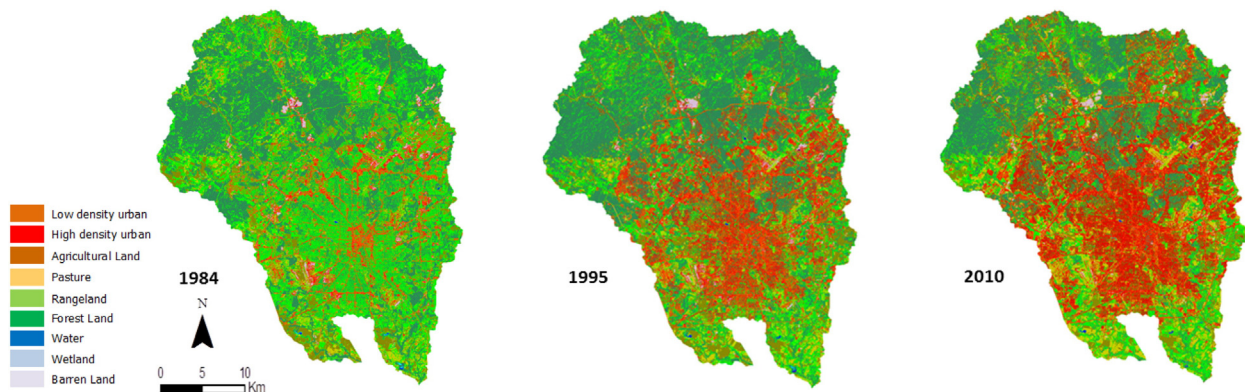 Low density urban
High density urban
Agricultural Land
Pasture
Rangeland
Forest Land
Water
Wetland
Barren Land
1984
N
0 5 10
Km
1995
2010